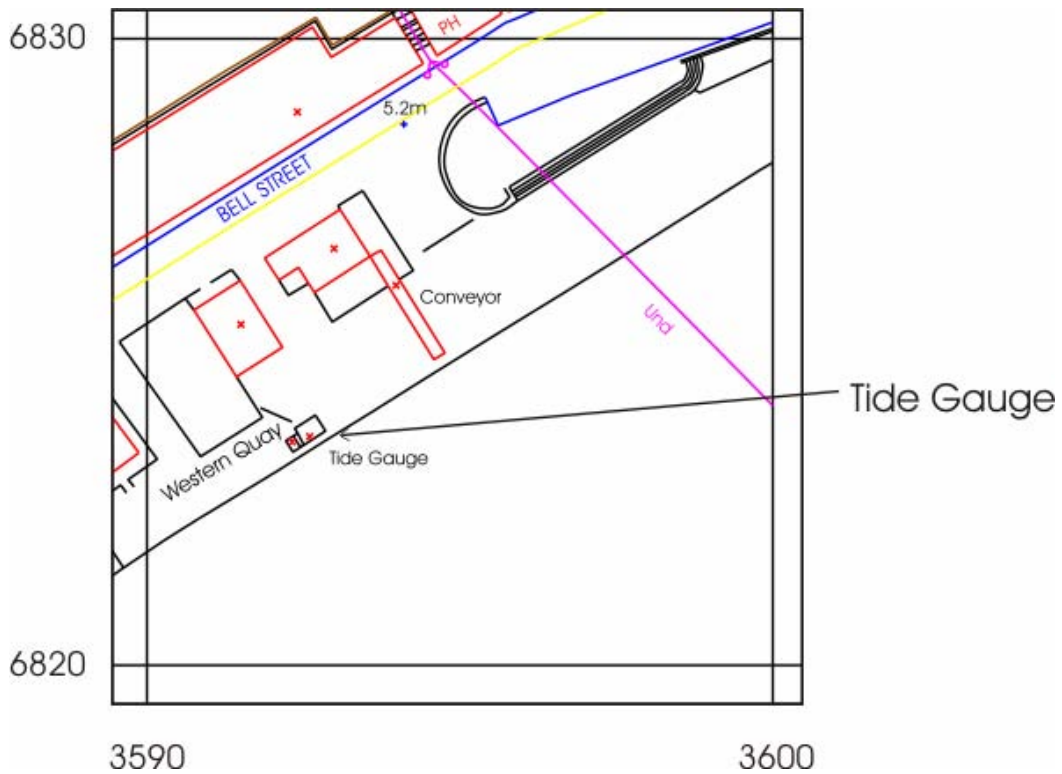 6830
PH
5.2m
BELL STREET
Conveyor
Und
Tide Gauge
Western Quay
Tide Gauge
6820
3590
3600